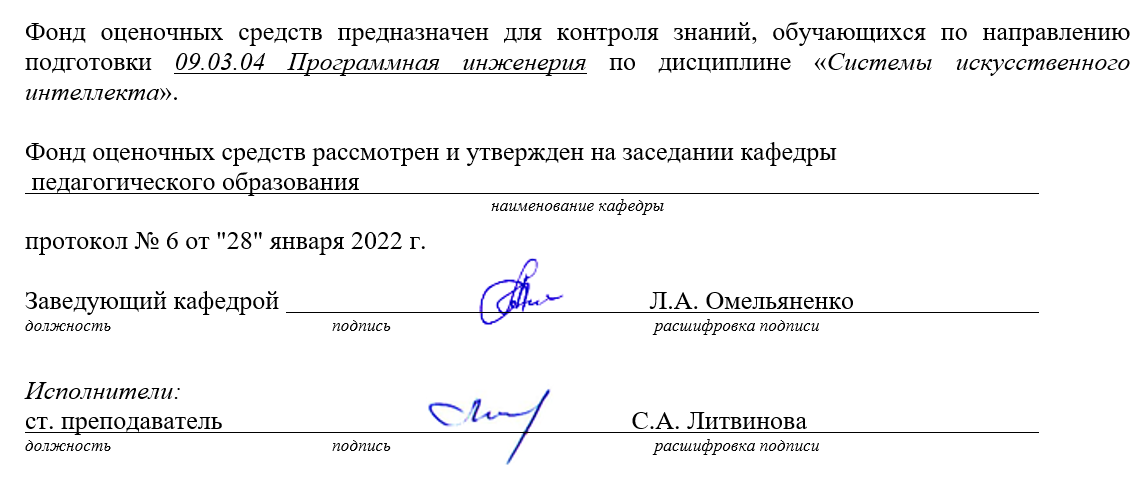 Фонд оценочных средств предназначен для контроля знаний, обучающихся по направлению
подготовки 09.03.04 Программная инженерия по дисциплине «Системы искусственного
интеллекта».
Фонд оценочных средств рассмотрен и утвержден на заседании кафедры
педагогического образования
наименование кафедры
протокол № 6 от "28" января 2022 г.
Заведующий кафедрой Л.А. Омельяненко
должность подпись расшифровка подписи
Исполнители:
ст. преподаватель С.А. Литвинова
должность подпись расшифровка подписи